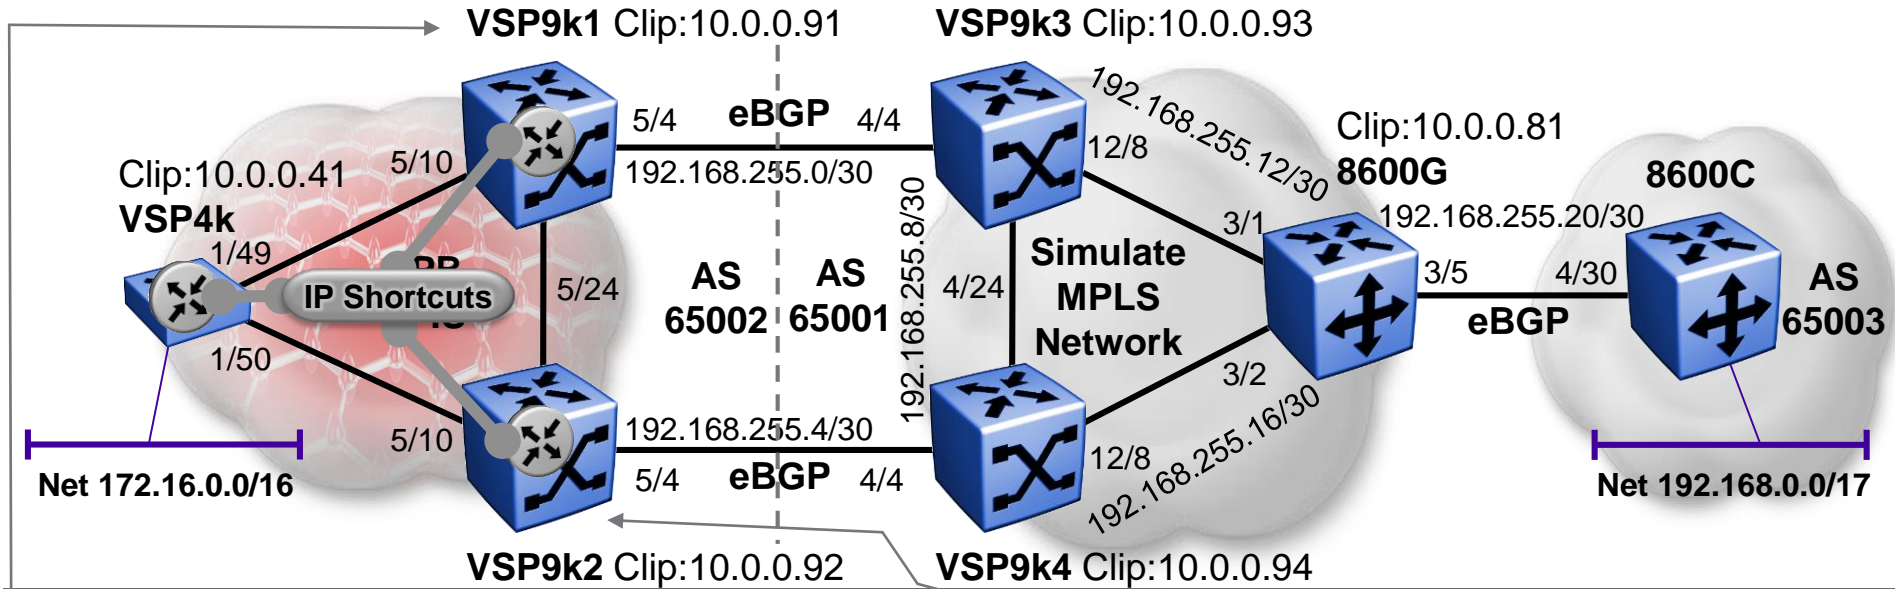 VSP9k1 Clip:10.0.0.91
VSP9k3 Clip:10.0.0.93
5/4 eBGP 4/4
192.168.255.0/30
192.168.255.12/30
12/8
Clip:10.0.0.81
8600G
8600C
Clip:10.0.0.41
VSP4k
5/10
1/49
192.168.255.8/30
3/1
192.168.255.20/30
IP Shortcuts
5/24
AS
65002
AS
65001
4/24
Simulate
MPLS
Network
3/5 4/30
eBGP
AS
65003
1/50
3/2
5/10
192.168.255.4/30
5/4 eBGP 4/4
12/8
192.168.255.16/30
Net 172.16.0.0/16
Net 192.168.0.0/17
VSP9k2 Clip:10.0.0.92
VSP9k4 Clip:10.0.0.94